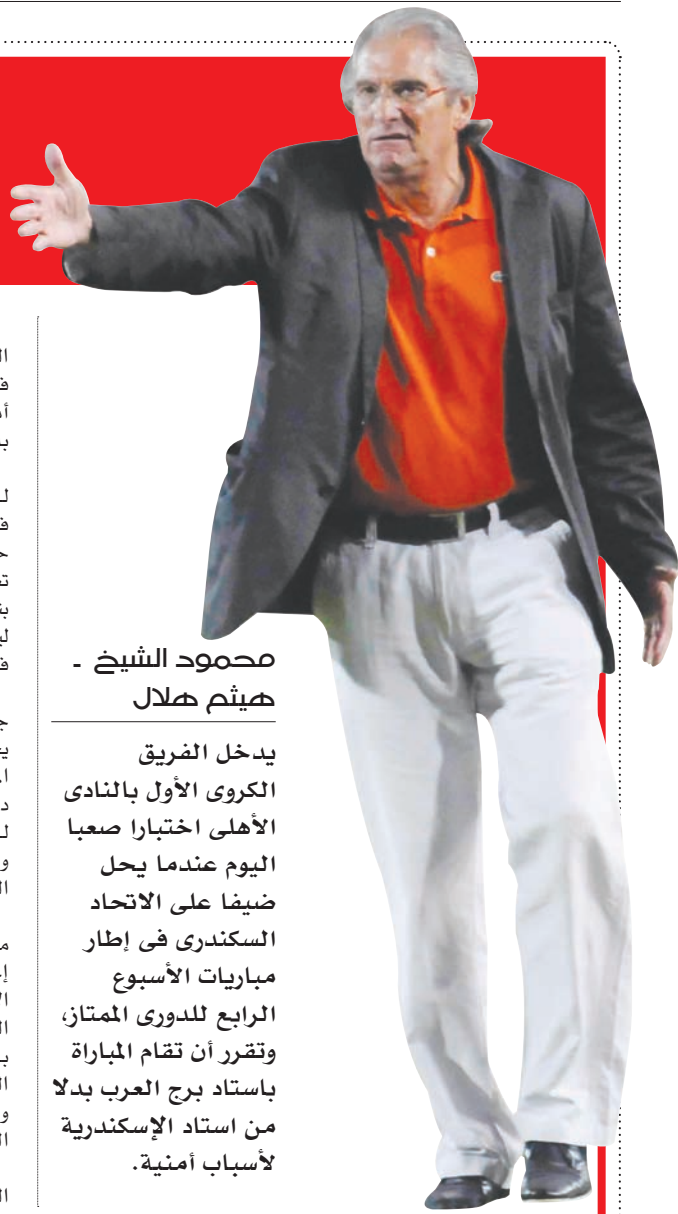 محمود الشيخ -
هيثم هلال
يدخل الفريق
الكروى الأول بالنادى
الأهلى اختبارا صعبا
اليوم عندما يحل
ضيفا على الاتحاد
السكندرى فى إطار
مباريات الأسبوع
الرابع للدورى الممتاز،
وتقرر أن تقام المباراة
باستاد برج العرب بدلا
من استاد الإسكندرية
لأسباب أمنية.